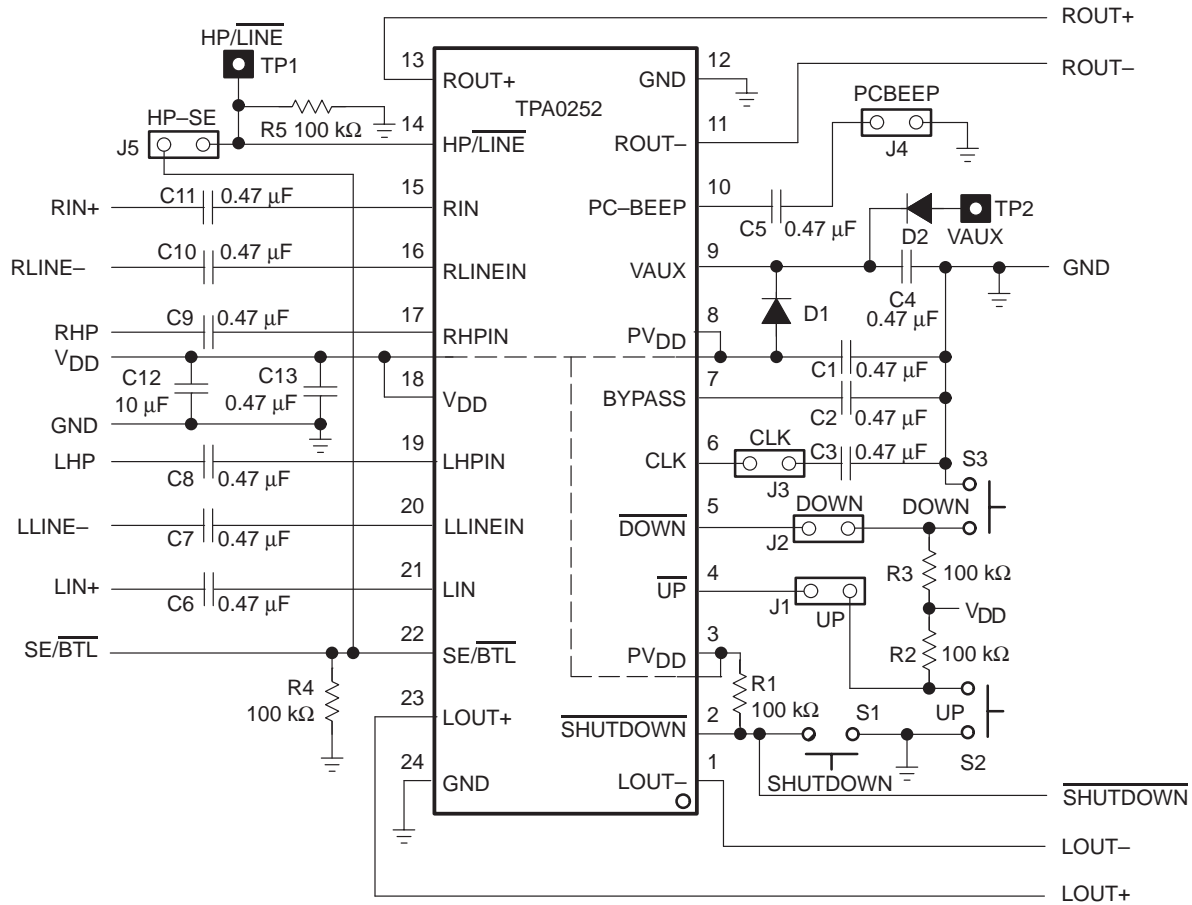 ROUT+
HP/LINE
TP1
13
ROUT+
TPA0252
12
GND
ROUT–
PCBEEP
J4
HP–SE
J5
R5 100 kΩ
14
HP/LINE
11
ROUT–
RIN+
C11
0.47 μF
15
RIN
10
PC–BEEP
C5
0.47 μF
D2
TP2
VAUX
RLINE–
C10
0.47 μF
16
RLINEIN
9
VAUX
GND
C4
0.47 μF
D1
RHP
C9
0.47 μF
17
RHPIN
8
PVDD
VDD
C12
10 μF
C13
0.47 μF
18
VDD
C1
0.47 μF
7
BYPASS
C2
0.47 μF
GND
LHP
C8
0.47 μF
19
LHPIN
6
CLK
CLK
J3
C3
0.47 μF
S3
LLINE–
C7
0.47 μF
20
LLINEIN
5
DOWN
DOWN
J2
DOWN
LIN+
C6
0.47 μF
21
LIN
4
UP
J1
UP
R3
100 kΩ
VDD
R2
100 kΩ
SE/BTL
22
SE/BTL
3
PVDD
R4
100 kΩ
R1
100 kΩ
23
LOUT+
2
SHUTDOWN
S1
SHUTDOWN
UP
S2
24
GND
1
LOUT–
SHUTDOWN
LOUT–
LOUT+